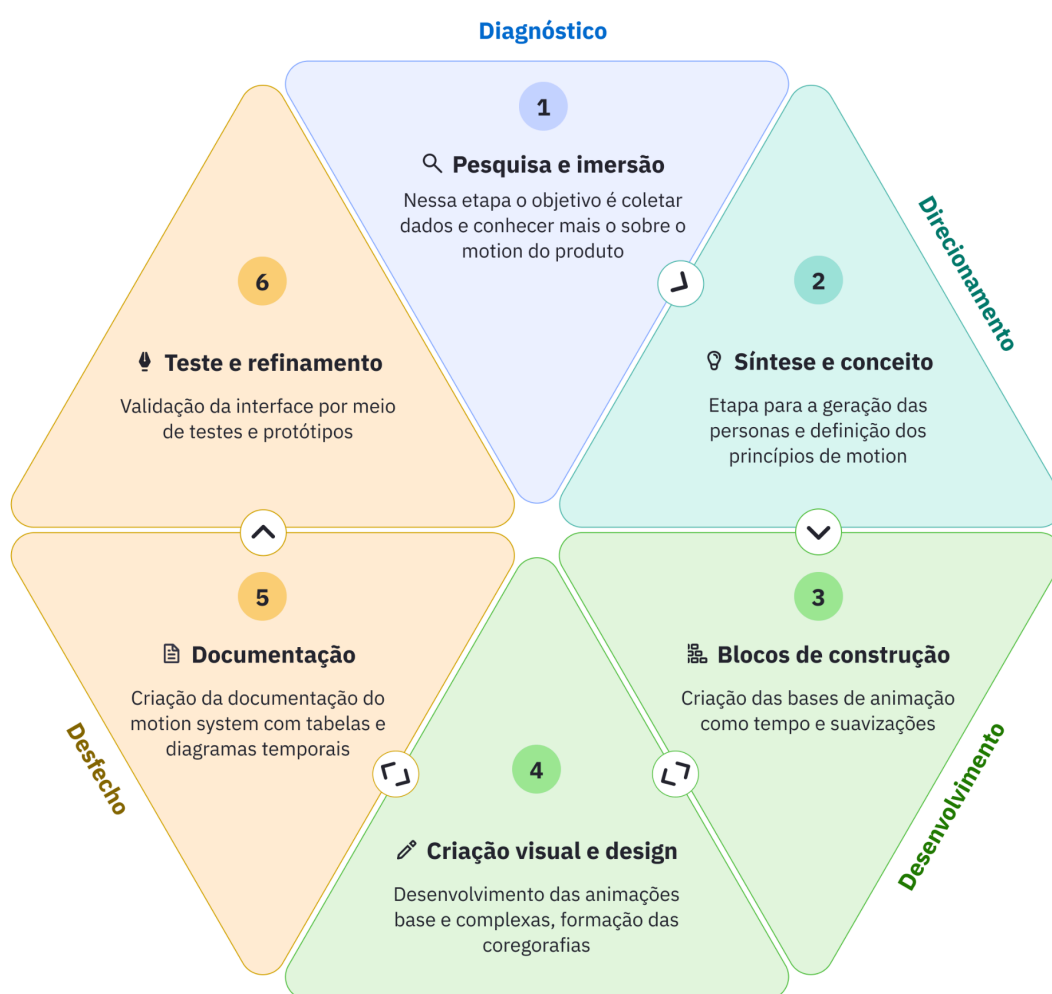 Diagnóstico
1
Pesquisa e imersão
Nessa etapa o objetivo é coletar
dados e conhecer mais o sobre o
motion do produto
Direcionamento
2
Síntese e conceito
Etapa para a geração das
personas e definição dos
princípios de motion
3
Blocos de construção
Criação das bases de animação
como tempo e suavizações
Desenvolvimento
4
Criação visual e design
Desenvolvimento das animações
base e complexas, formação das
coregorafias
5
Documentação
Criação da documentação do
motion system com tabelas e
diagramas temporais
Desfecho
6
Teste e refinamento
Validação da interface por meio
de testes e protótipos